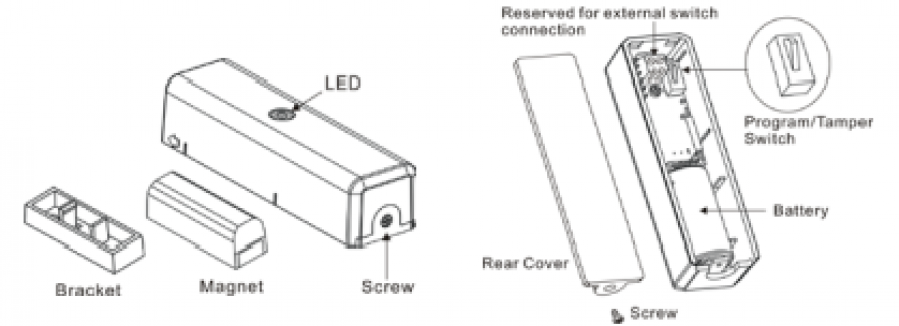 LED
Bracket
Magnet
Screw
Reserved for external switch
connection
Program/Tamper
Switch
Battery
Rear Cover
Screw